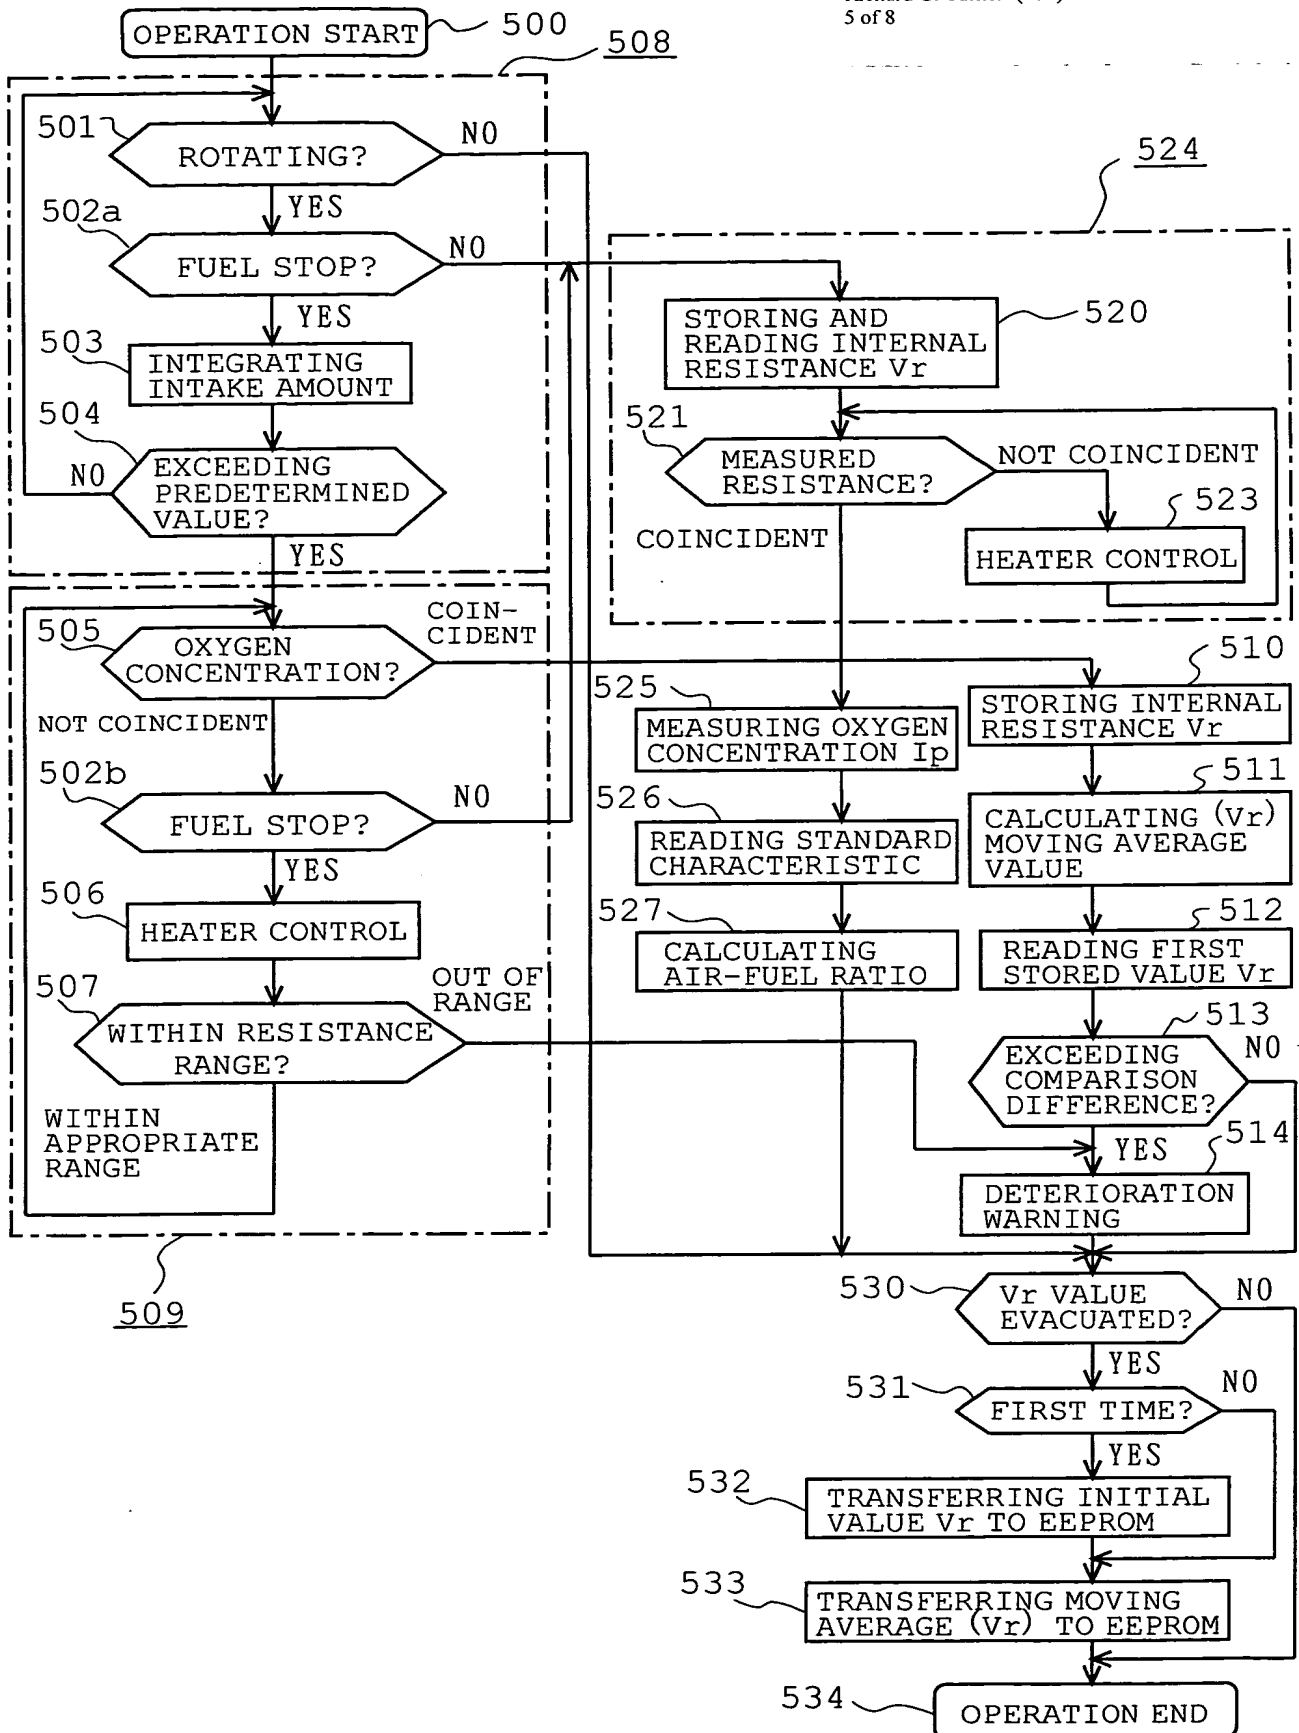 5 of 8
OPERATION START
500
508
501
ROTATING?
NO
YES
502a
FUEL STOP?
NO
YES
503
INTEGRATING
INTAKE AMOUNT
504
NO
EXCEEDING
PREDETERMINED
VALUE?
YES
505
OXYGEN
CONCENTRATION?
COIN-
CIDENT
NOT COINCIDENT
502b
FUEL STOP?
NO
YES
506
HEATER CONTROL
507
WITHIN RESISTANCE
RANGE?
OUT OF
RANGE
WITHIN
APPROPRIATE
RANGE
509
524
520
STORING AND
READING INTERNAL
RESISTANCE Vr
521
MEASURED
RESISTANCE?
NOT COINCIDENT
523
COINCIDENT
HEATER CONTROL
525
MEASURING OXYGEN
CONCENTRATION Ip
526
READING STANDARD
CHARACTERISTIC
527
CALCULATING
AIR-FUEL RATIO
510
STORING INTERNAL
RESISTANCE Vr
511
CALCULATING (Vr)
MOVING AVERAGE
VALUE
512
READING FIRST
STORED VALUE Vr
513
EXCEEDING
COMPARISON
DIFFERENCE?
NO
YES
514
DETERIORATION
WARNING
530
Vr VALUE
EVACUATED?
NO
YES
531
FIRST TIME?
NO
YES
532
TRANSFERRING INITIAL
VALUE Vr TO EEPROM
533
TRANSFERRING MOVING
AVERAGE (Vr) TO EEPROM
534
OPERATION END